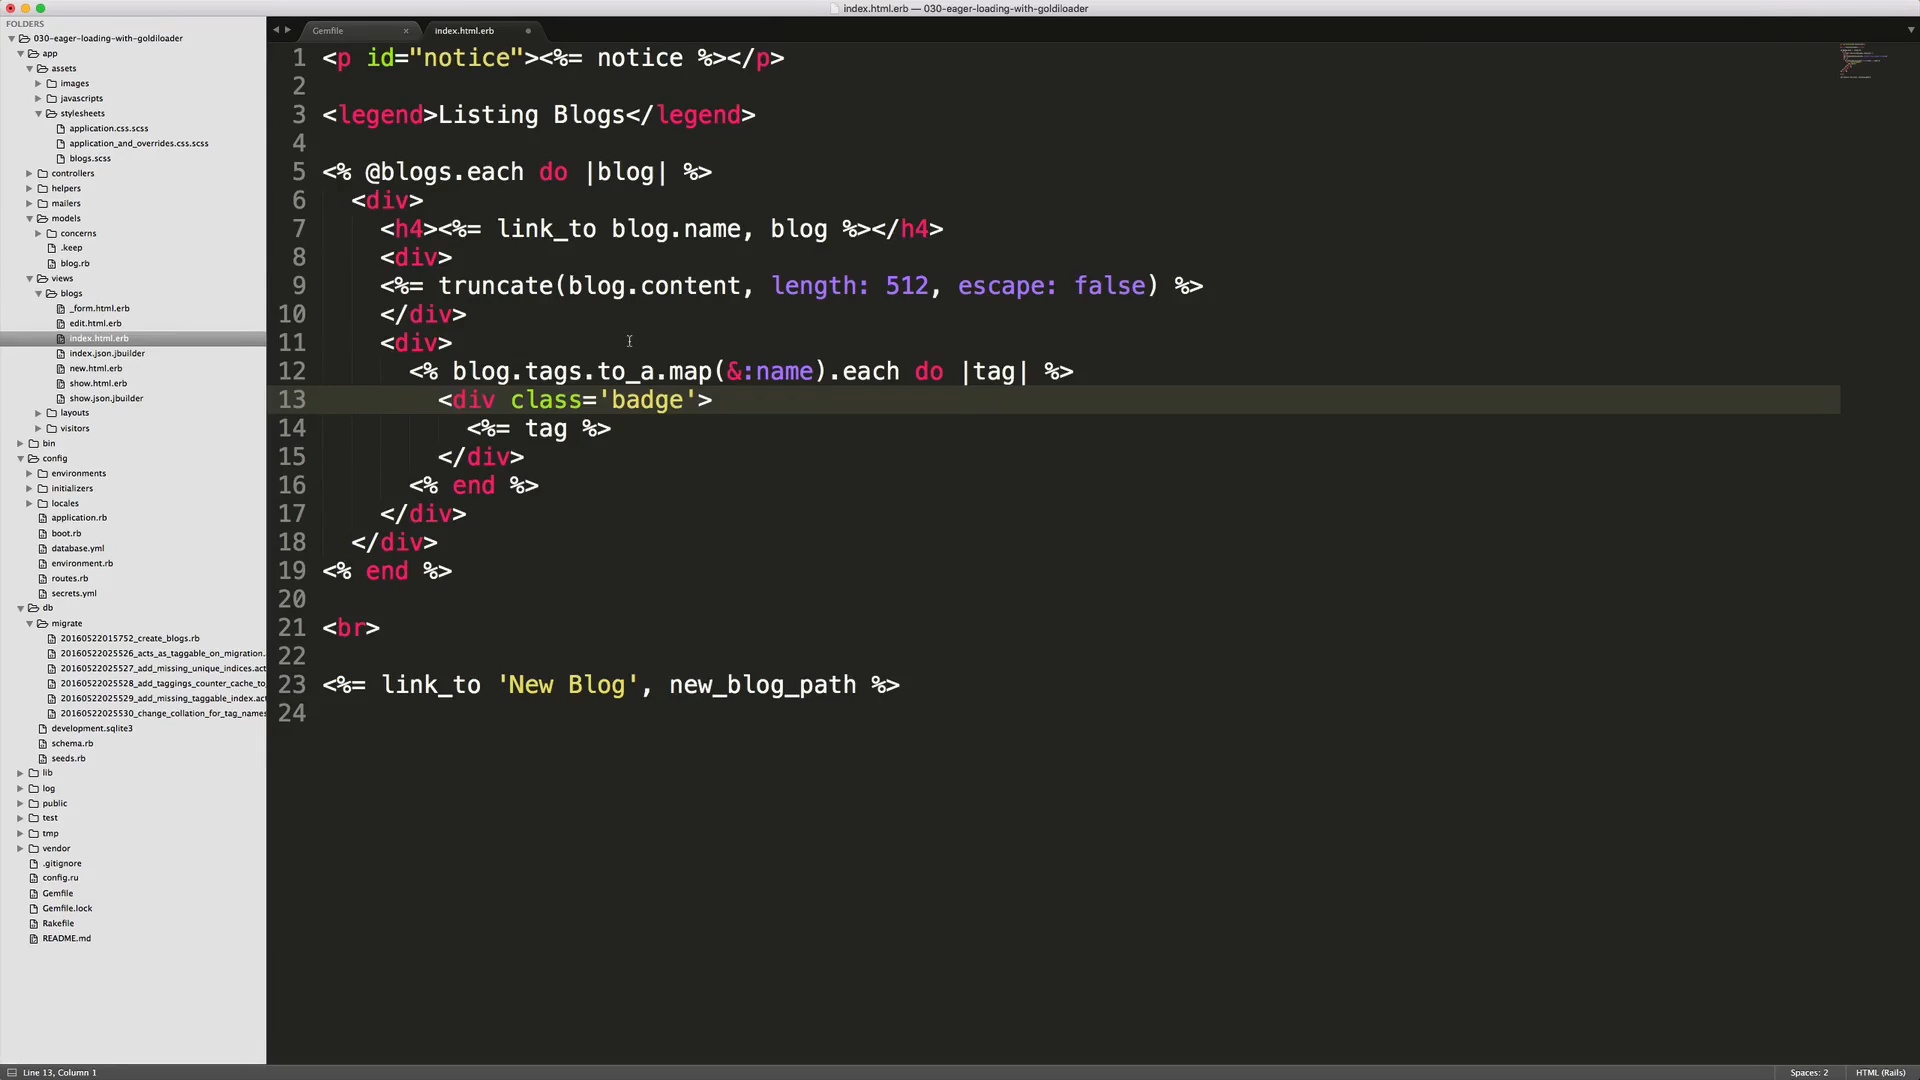 index.html.erb — 030-eager-loading-with-goldiloader
FOLDERS
030-eager-loading-with-goldiloader
app
assets
images
javascripts
stylesheets
application.css.scss
application_and_overrides.css.scss
blogs.scss
controllers
helpers
mailers
models
concerns
.keep
blog.rb
views
blogs
_form.html.erb
edit.html.erb
index.html.erb
index.json.jbuilder
new.html.erb
show.html.erb
show.json.jbuilder
layouts
visitors
bin
config
environments
initializers
locales
application.rb
boot.rb
database.yml
environment.rb
routes.rb
secrets.yml
db
migrate
20160522015752_create_blogs.rb
20160522025526_acts_as_taggable_on_migration.
20160522025527_add_missing_unique_indices.act
20160522025528_add_taggings_counter_cache_to_
20160522025529_add_missing_taggable_index.ac
20160522025530_change_collation_for_tag_names
development.sqlite3
schema.rb
seeds.rb
lib
log
public
test
tmp
vendor
.gitignore
config.ru
Gemfile
Gemfile.lock
Rakefile
README.md
Gemfile × index.html.erb
1 <p id="notice"><%= notice %></p>
2
3 <legend>Listing Blogs</legend>
4
5 <% @blogs.each do |blog| %>
6 <div>
7 <h4><%= link_to blog.name, blog %></h4>
8 <div>
9 <%= truncate(blog.content, length: 512, escape: false) %>
10 </div>
11 <div>
12 <% blog.tags.to_a.map(&:name).each do |tag| %>
13 <div class='badge'>
14 <%= tag %>
15 </div>
16 <% end %>
17 </div>
18 </div>
19 <% end %>
20
21 <br>
22
23 <%= link_to 'New Blog', new_blog_path %>
24
Line 13, Column 1
Spaces: 2
HTML (Rails)